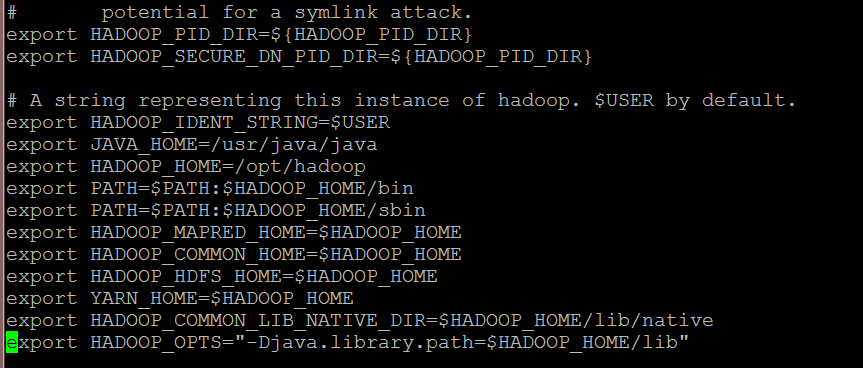 #       potential for a symlink attack.
export HADOOP_PID_DIR=${HADOOP_PID_DIR}
export HADOOP_SECURE_DN_PID_DIR=${HADOOP_PID_DIR}
# A string representing this instance of hadoop. $USER by default.
export HADOOP_IDENT_STRING=$USER
export JAVA_HOME=/usr/java/java
export HADOOP_HOME=/opt/hadoop
export PATH=$PATH:$HADOOP_HOME/bin
export PATH=$PATH:$HADOOP_HOME/sbin
export HADOOP_MAPRED_HOME=$HADOOP_HOME
export HADOOP_COMMON_HOME=$HADOOP_HOME
export HADOOP_HDFS_HOME=$HADOOP_HOME
export YARN_HOME=$HADOOP_HOME
export HADOOP_COMMON_LIB_NATIVE_DIR=$HADOOP_HOME/lib/native
export HADOOP_OPTS="-Djava.library.path=$HADOOP_HOME/lib"